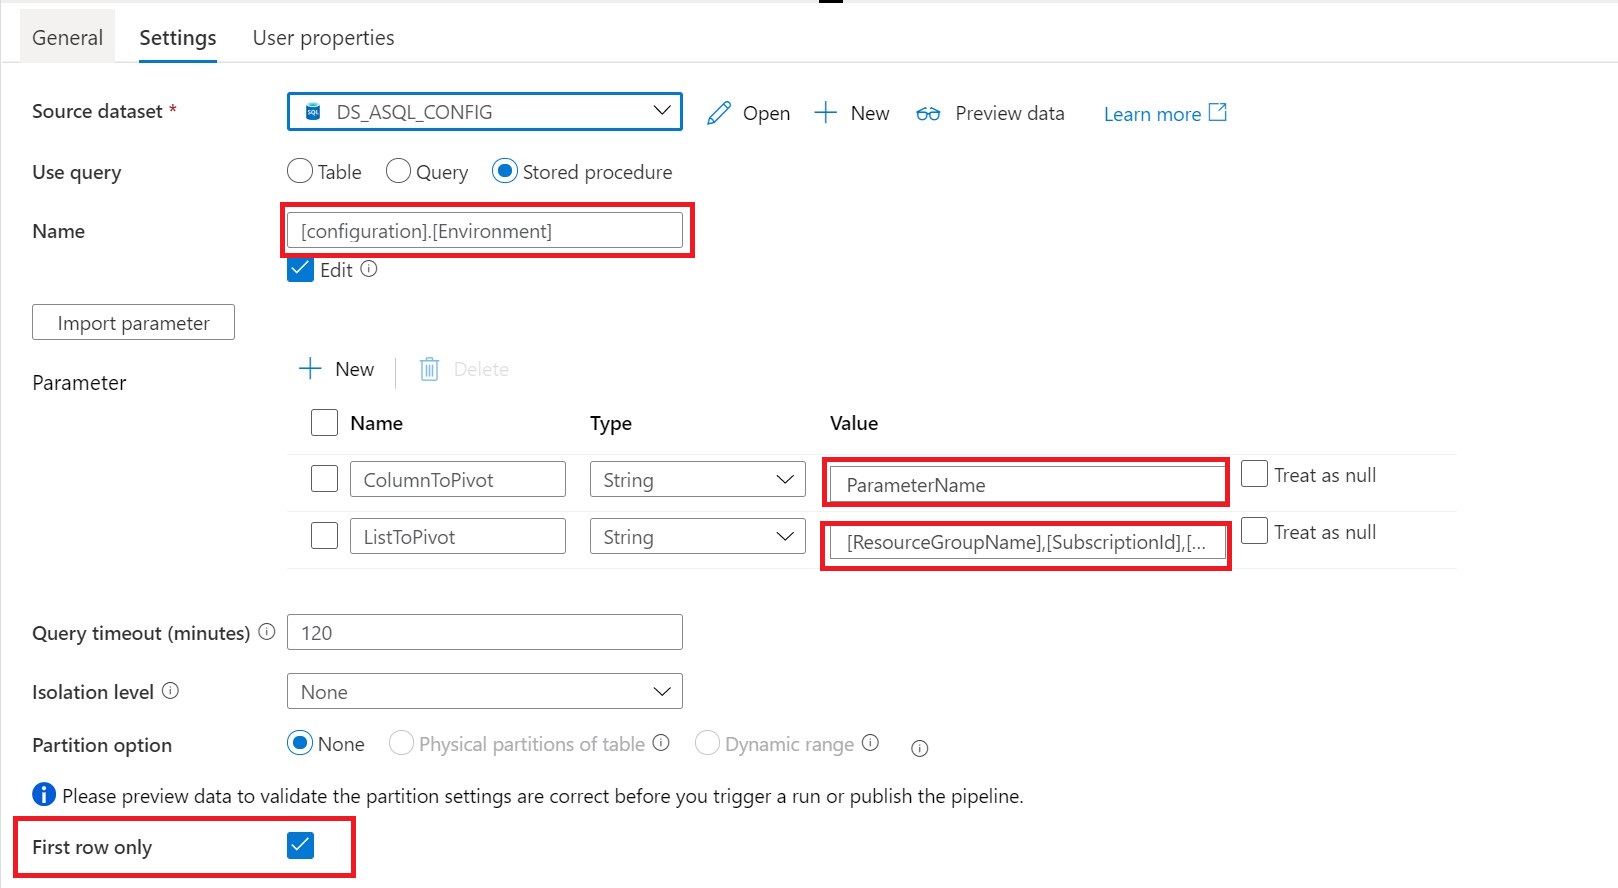 General Settings User properties
Source dataset * SQL DS_ASQL_CONFIG Open New Preview data Learn more
Use query Table Query Stored procedure
Name [configuration].[Environment]
Edit
Import parameter
New Delete
Parameter
Name Type Value
ColumnToPivot String ParameterName Treat as null
ListToPivot String [ResourceGroupName],[SubscriptionId],[... Treat as null
Query timeout (minutes) 120
Isolation level None
Partition option None Physical partitions of table Dynamic range
Please preview data to validate the partition settings are correct before you trigger a run or publish the pipeline.
First row only